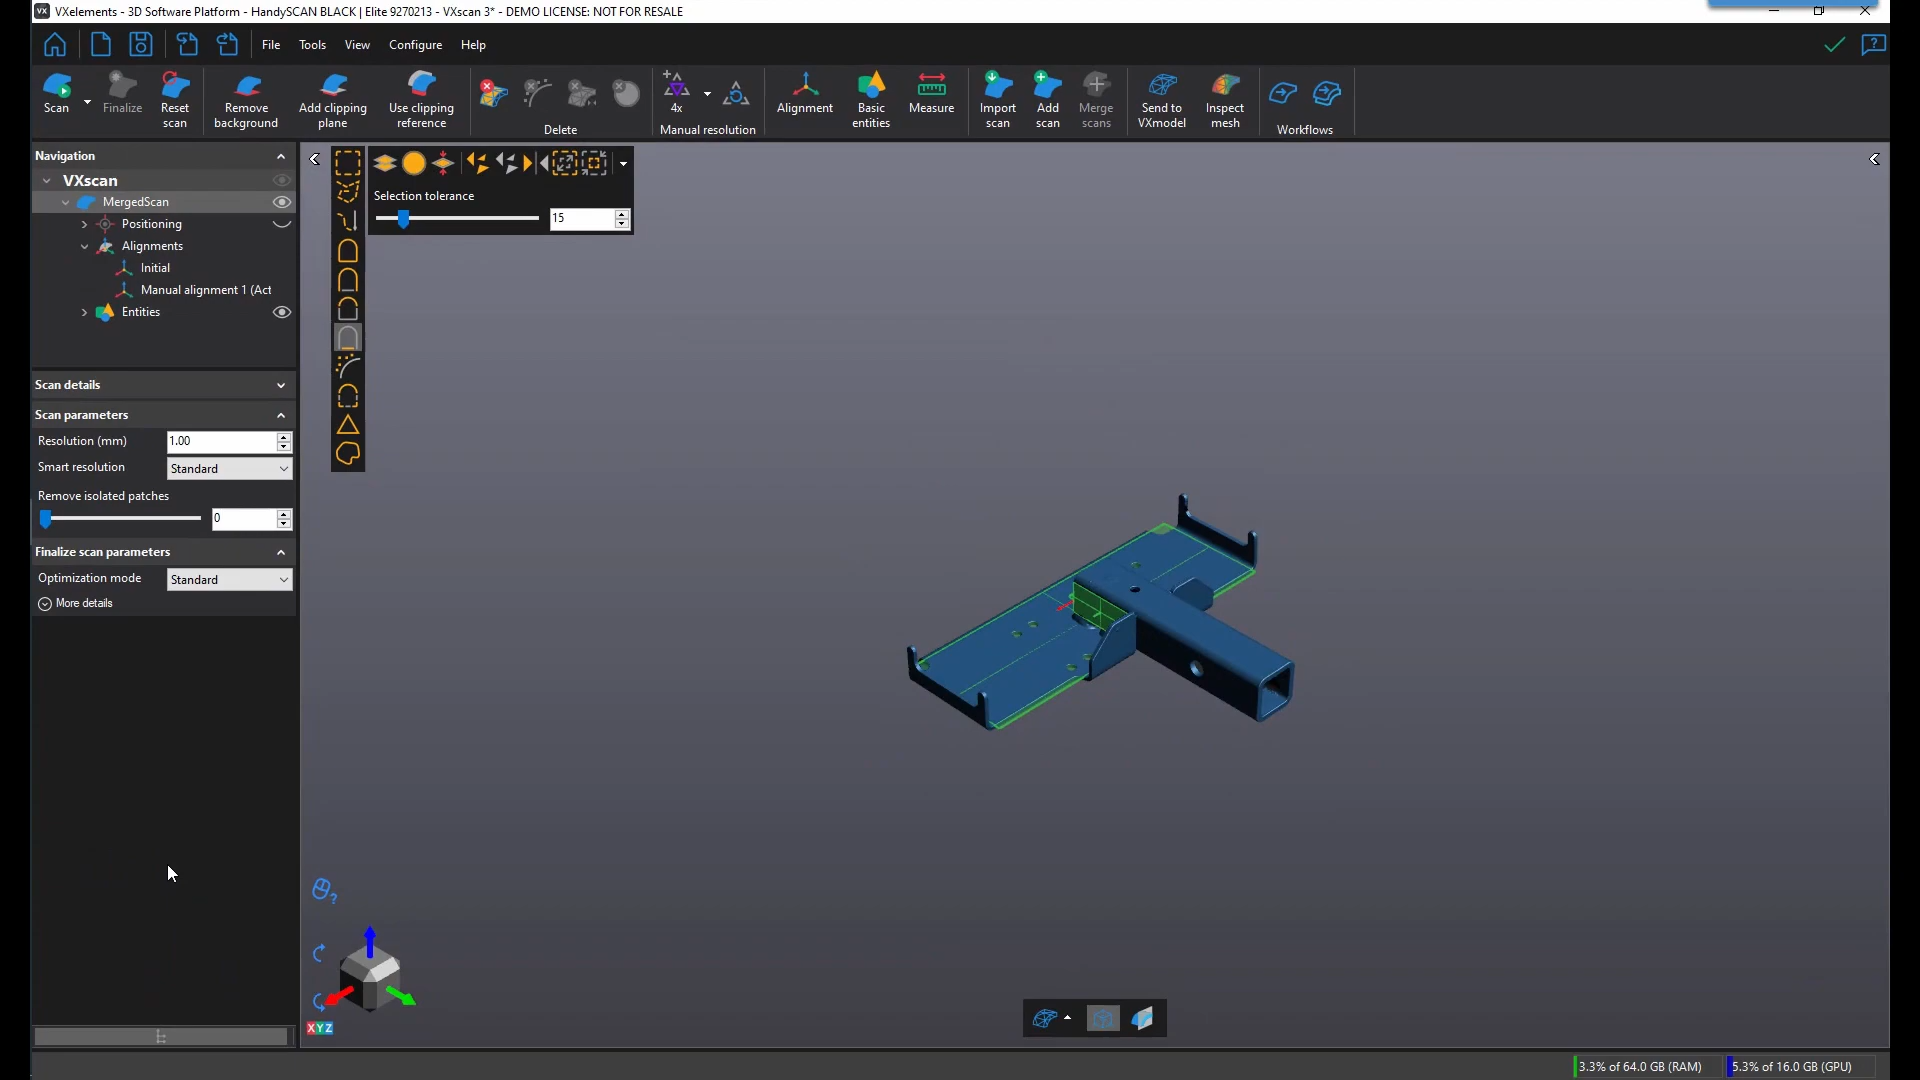 VX VXelements - 3D Software Platform - HandySCAN BLACK | Elite 9270213 - VXscan 3* - DEMO LICENSE: NOT FOR RESALE
File Tools View Configure Help
Scan
Finalize
Reset scan
Remove background
Add clipping plane
Use clipping reference
Delete
4x
Manual resolution
Alignment
Basic entities
Measure
Import scan
Add scan
Merge scans
Send to VXmodel
Inspect mesh
Workflows
Navigation
VXscan
MergedScan
Positioning
Alignments
Initial
Manual alignment 1 (Act
Entities
Selection tolerance
15
Scan details
Scan parameters
Resolution (mm) 1.00
Smart resolution Standard
Remove isolated patches
0
Finalize scan parameters
Optimization mode Standard
More details
?
XYZ
3.3% of 64.0 GB (RAM) 5.3% of 16.0 GB (GPU)